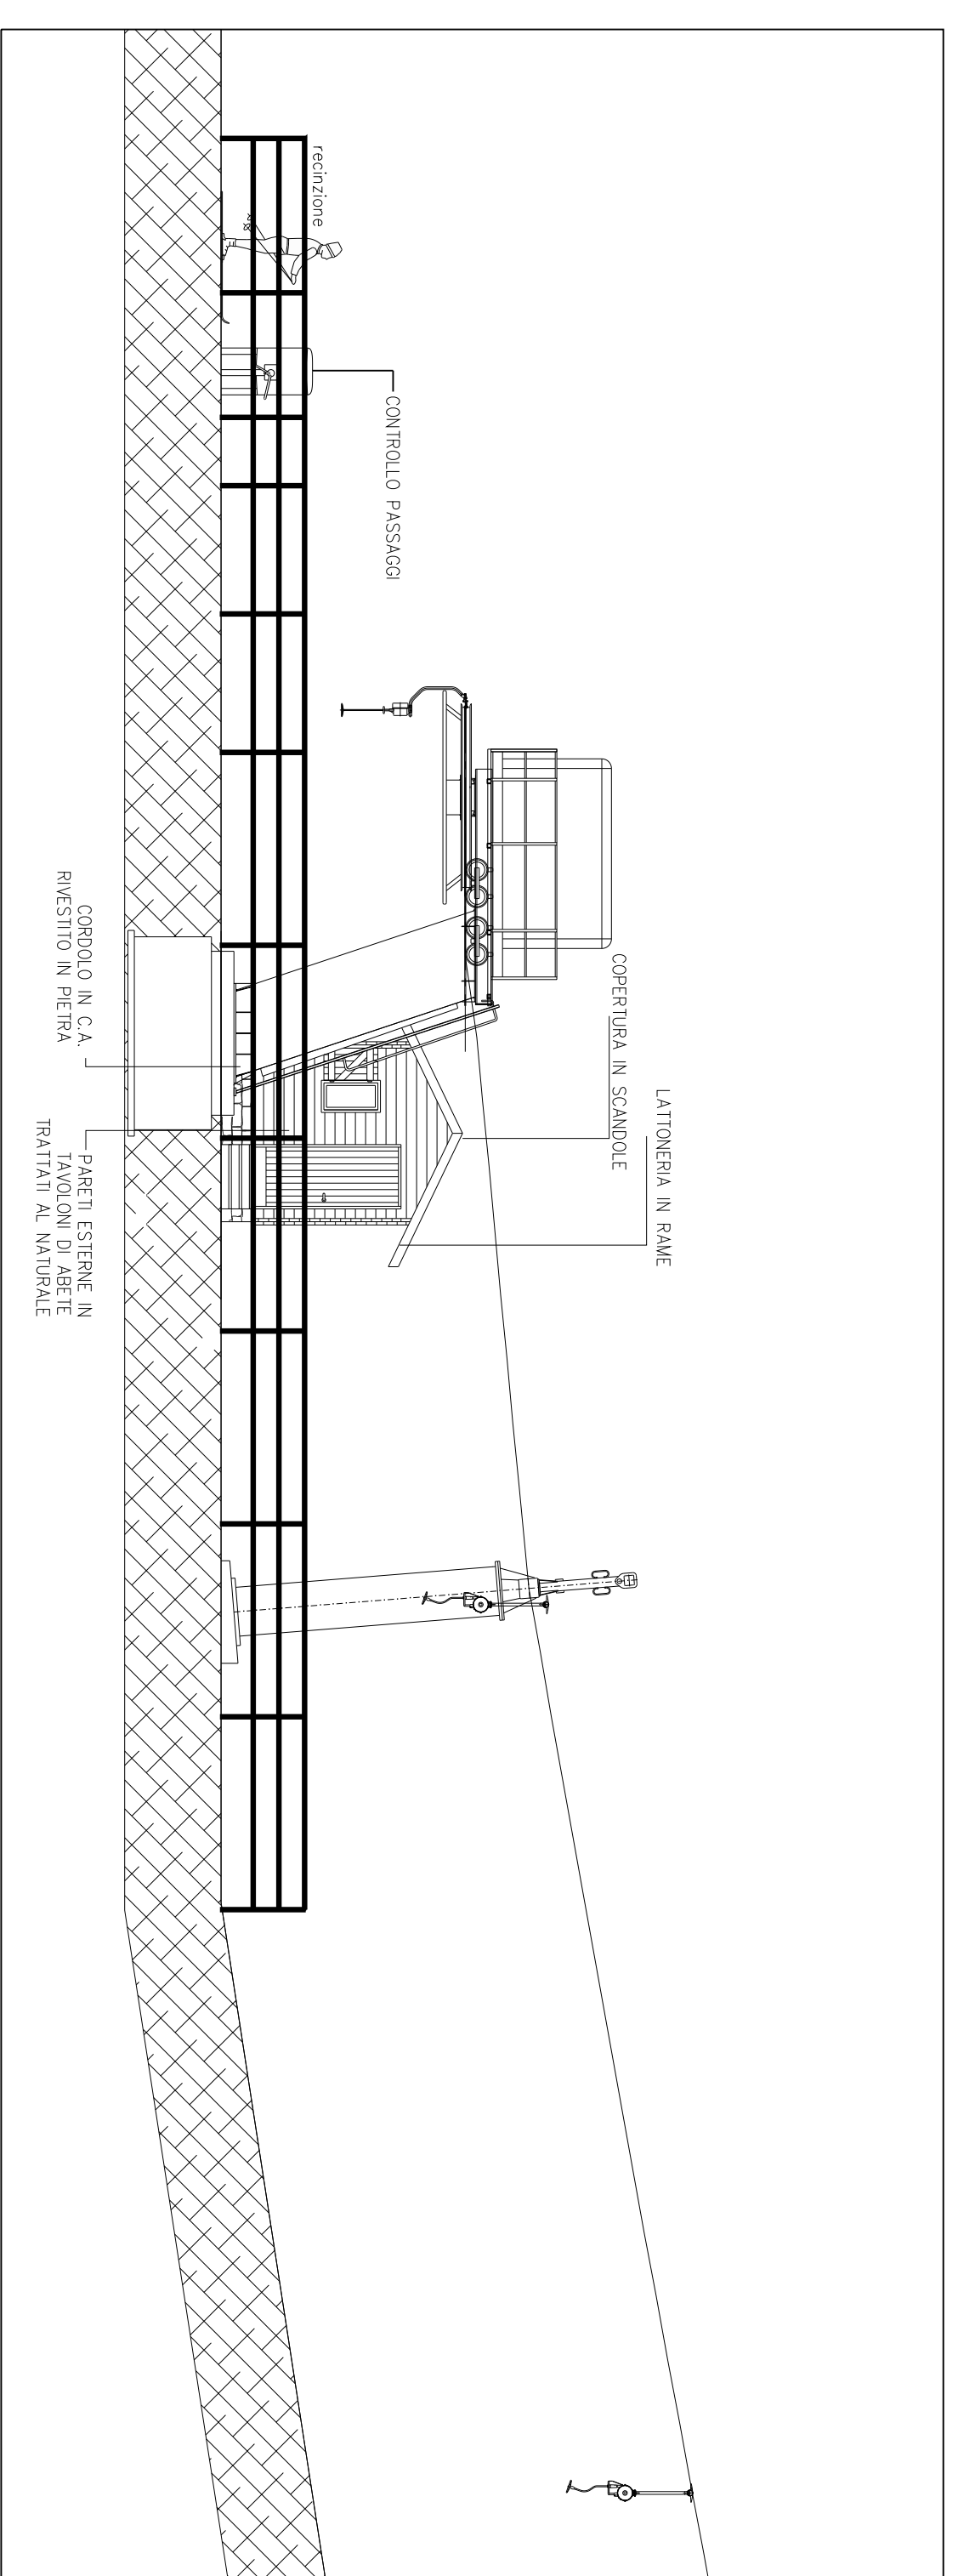 recinzione
CONTROLLO PASSAGGI
COPERTURA IN SCANDOLE
LATTONERIA IN RAME
CORDOLO IN C.A.
RIVESTITO IN PIETRA
PARETI ESTERNE IN
TAVOLONI DI ABETE
TRATTATI AL NATURALE